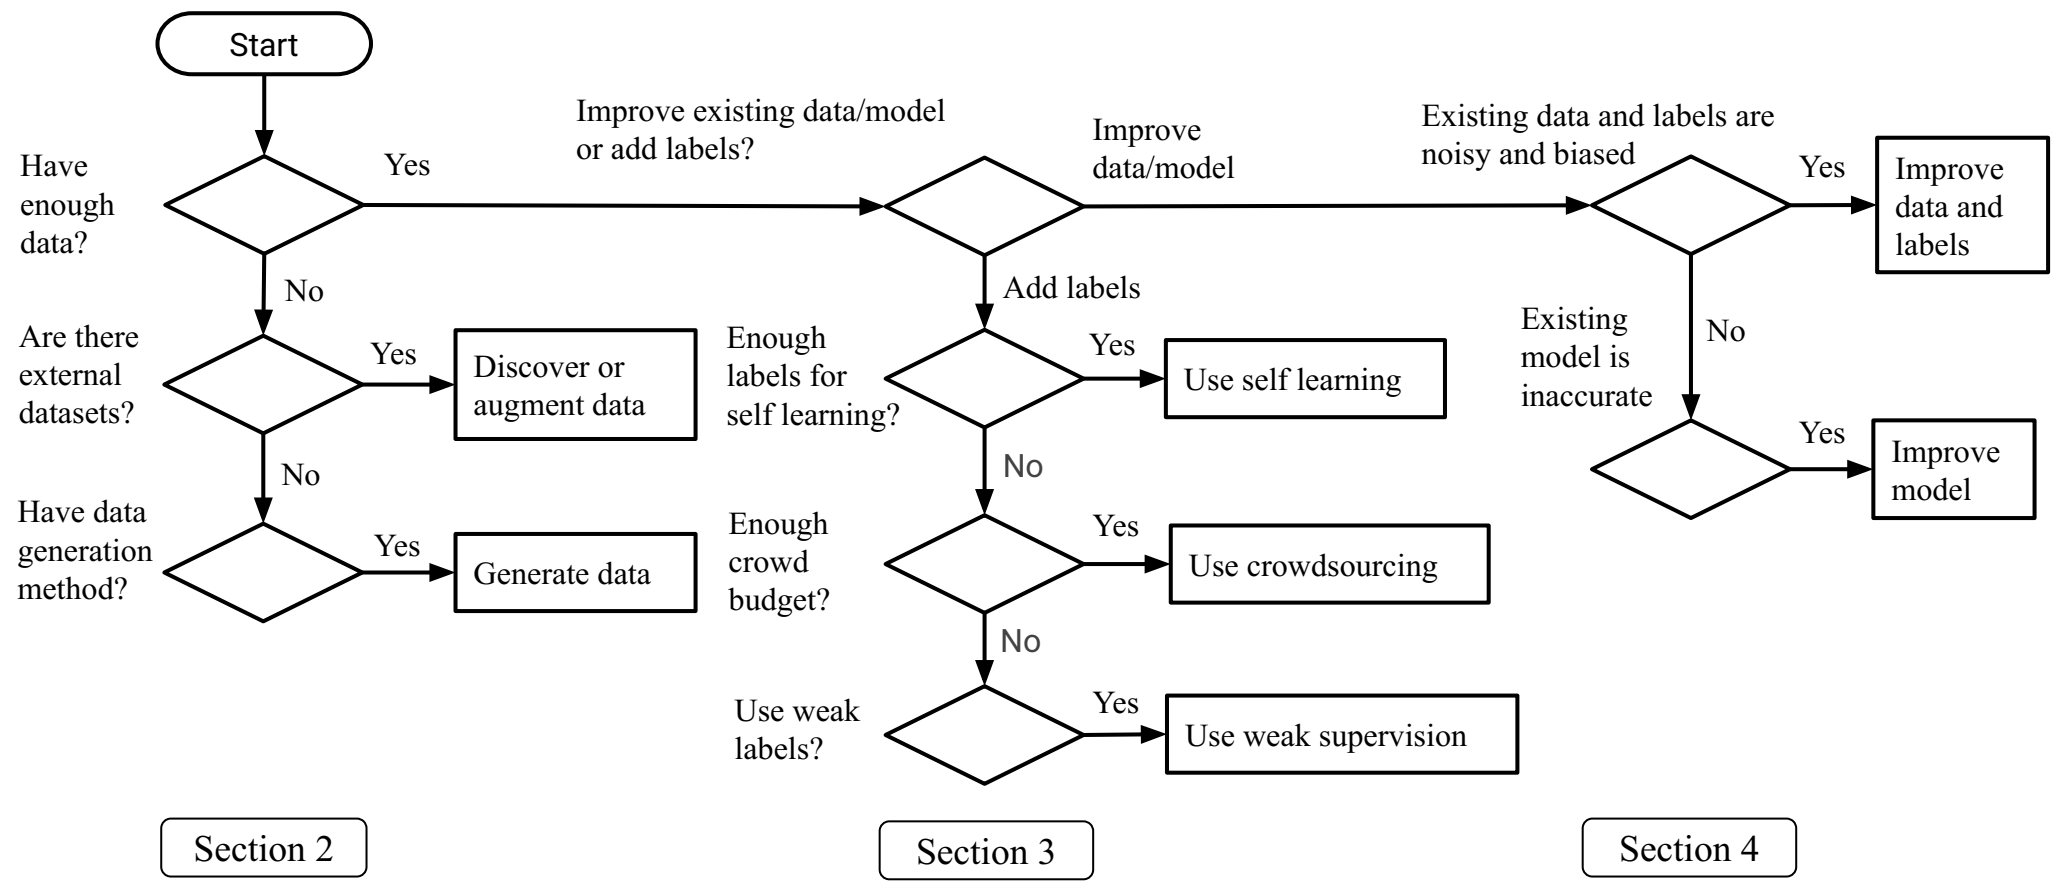 Start
Have
enough
data?
Yes
Improve existing data/model
or add labels?
Improve
data/model
Existing data and labels are
noisy and biased
Yes
Improve
data and
labels
No
Are there
external
datasets?
Yes
Discover or
augment data
No
Have data
generation
method?
Yes
Generate data
Add labels
Enough
labels for
self learning?
Yes
Use self learning
No
Enough
crowd
budget?
Yes
Use crowdsourcing
No
Use weak
labels?
Yes
Use weak supervision
Existing
model is
inaccurate
No
Yes
Improve
model
Section 2
Section 3
Section 4